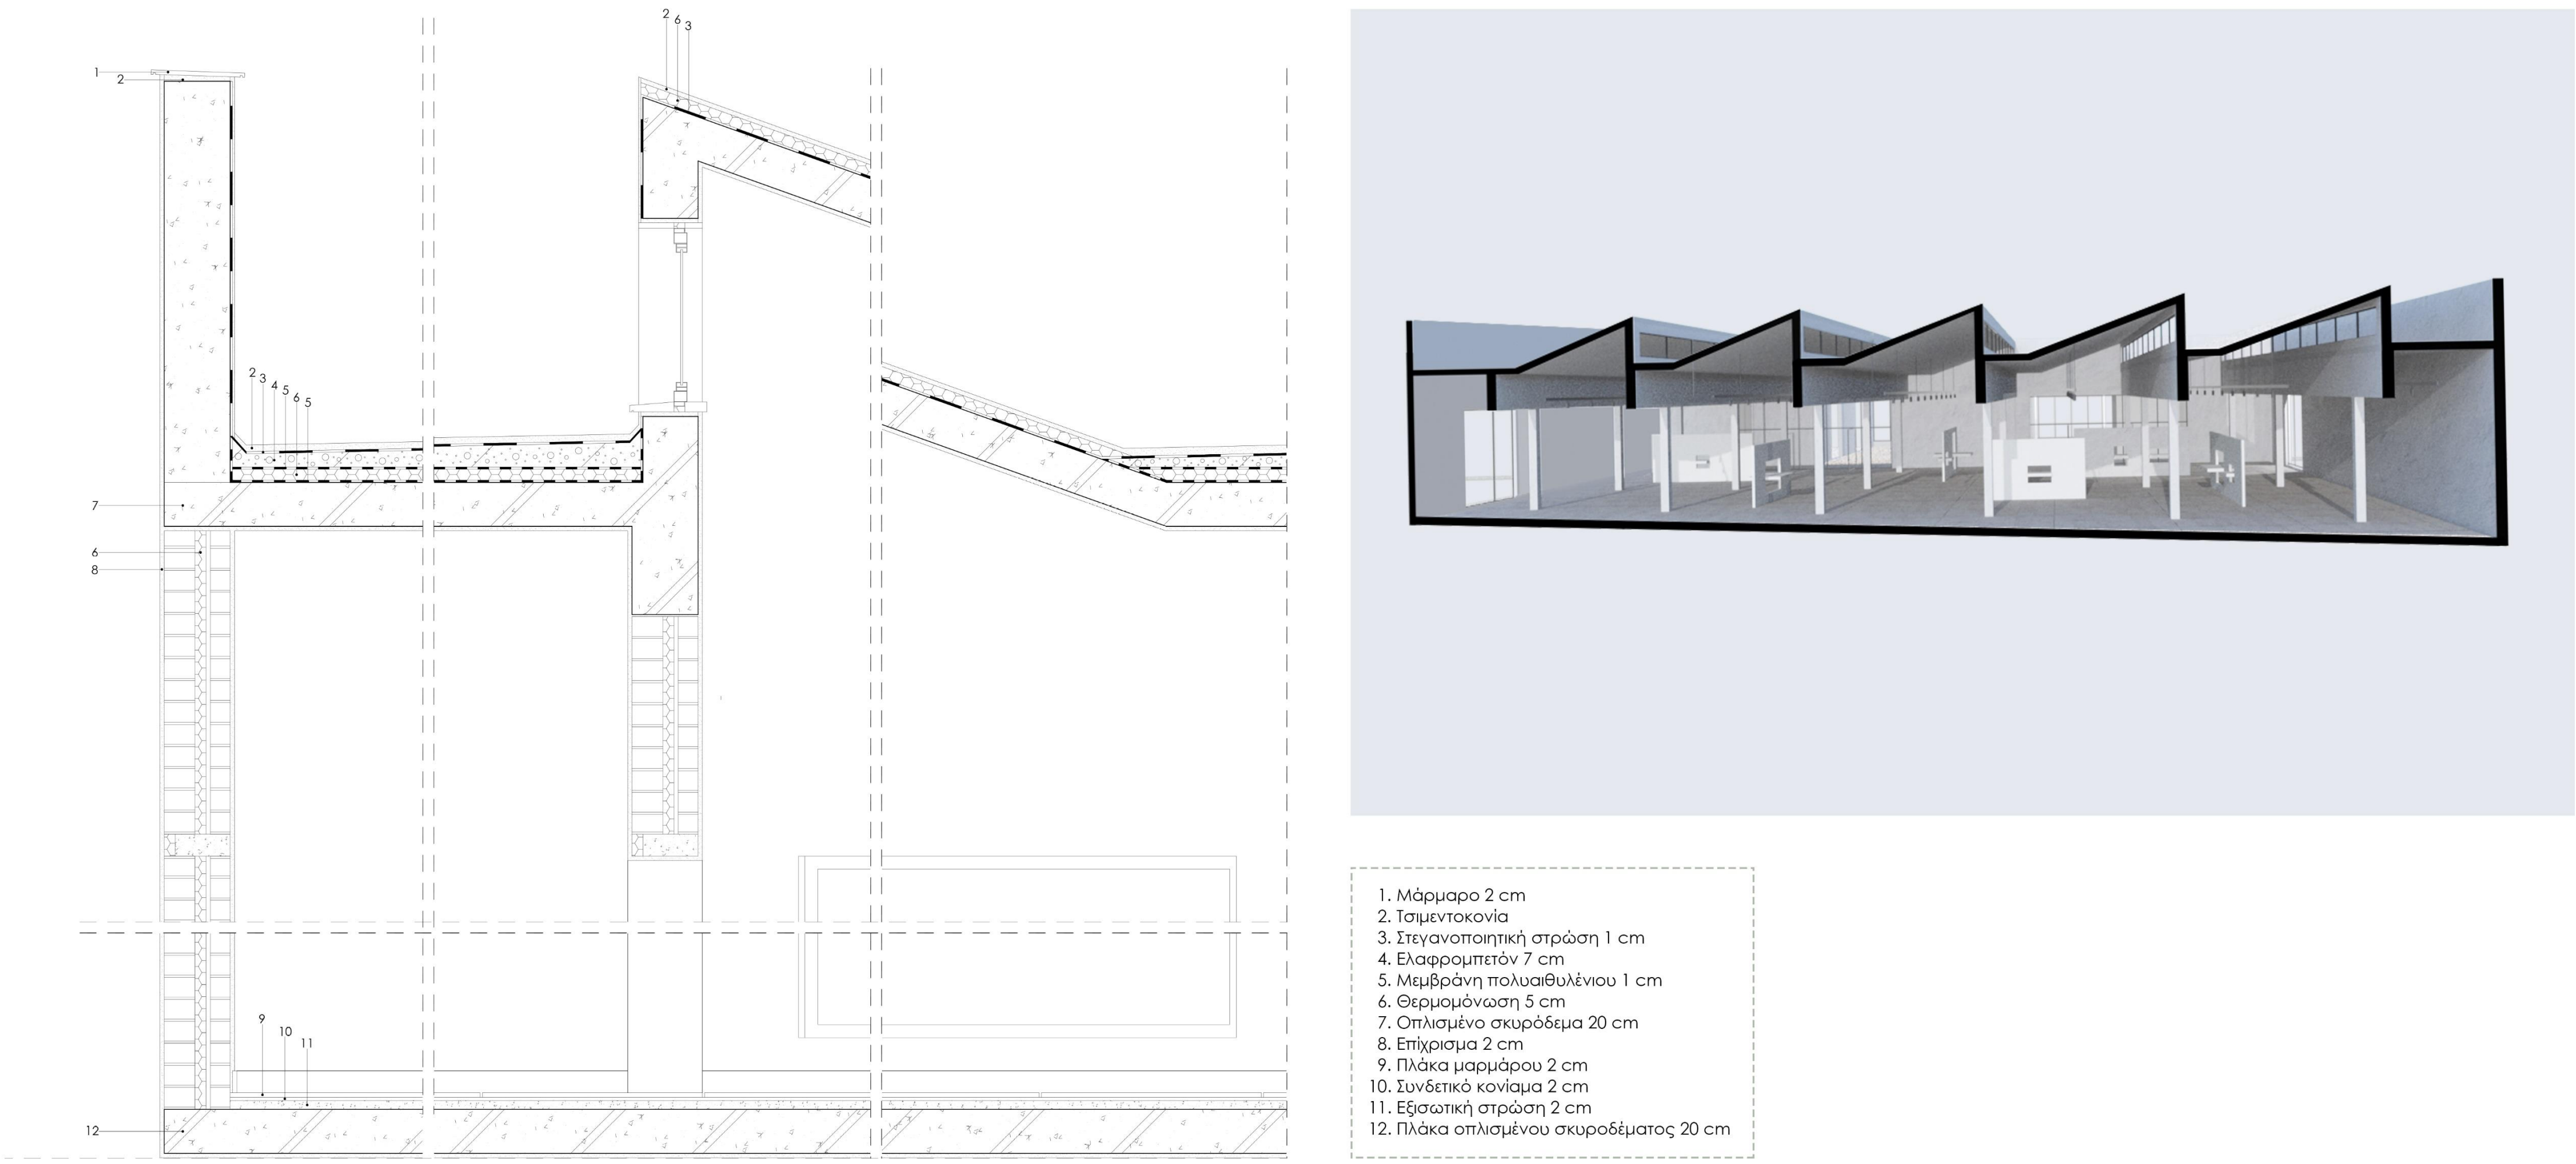 2 6 3
1
2
2 3 4 5 6 5
7
6
8
9 10 11
12
1. Μάρμαρο 2 cm
2. Τσιμεντοκονία
3. Στεγανοποιητική στρώση 1 cm
4. Ελαφρομπετόν 7 cm
5. Μεμβράνη πολυαιθυλένιου 1 cm
6. Θερμομόνωση 5 cm
7. Οπλισμένο σκυρόδεμα 20 cm
8. Επίχρισμα 2 cm
9. Πλάκα μαρμάρου 2 cm
10. Συνδετικό κονίαμα 2 cm
11. Εξισωτική στρώση 2 cm
12. Πλάκα οπλισμένου σκυροδέματος 20 cm